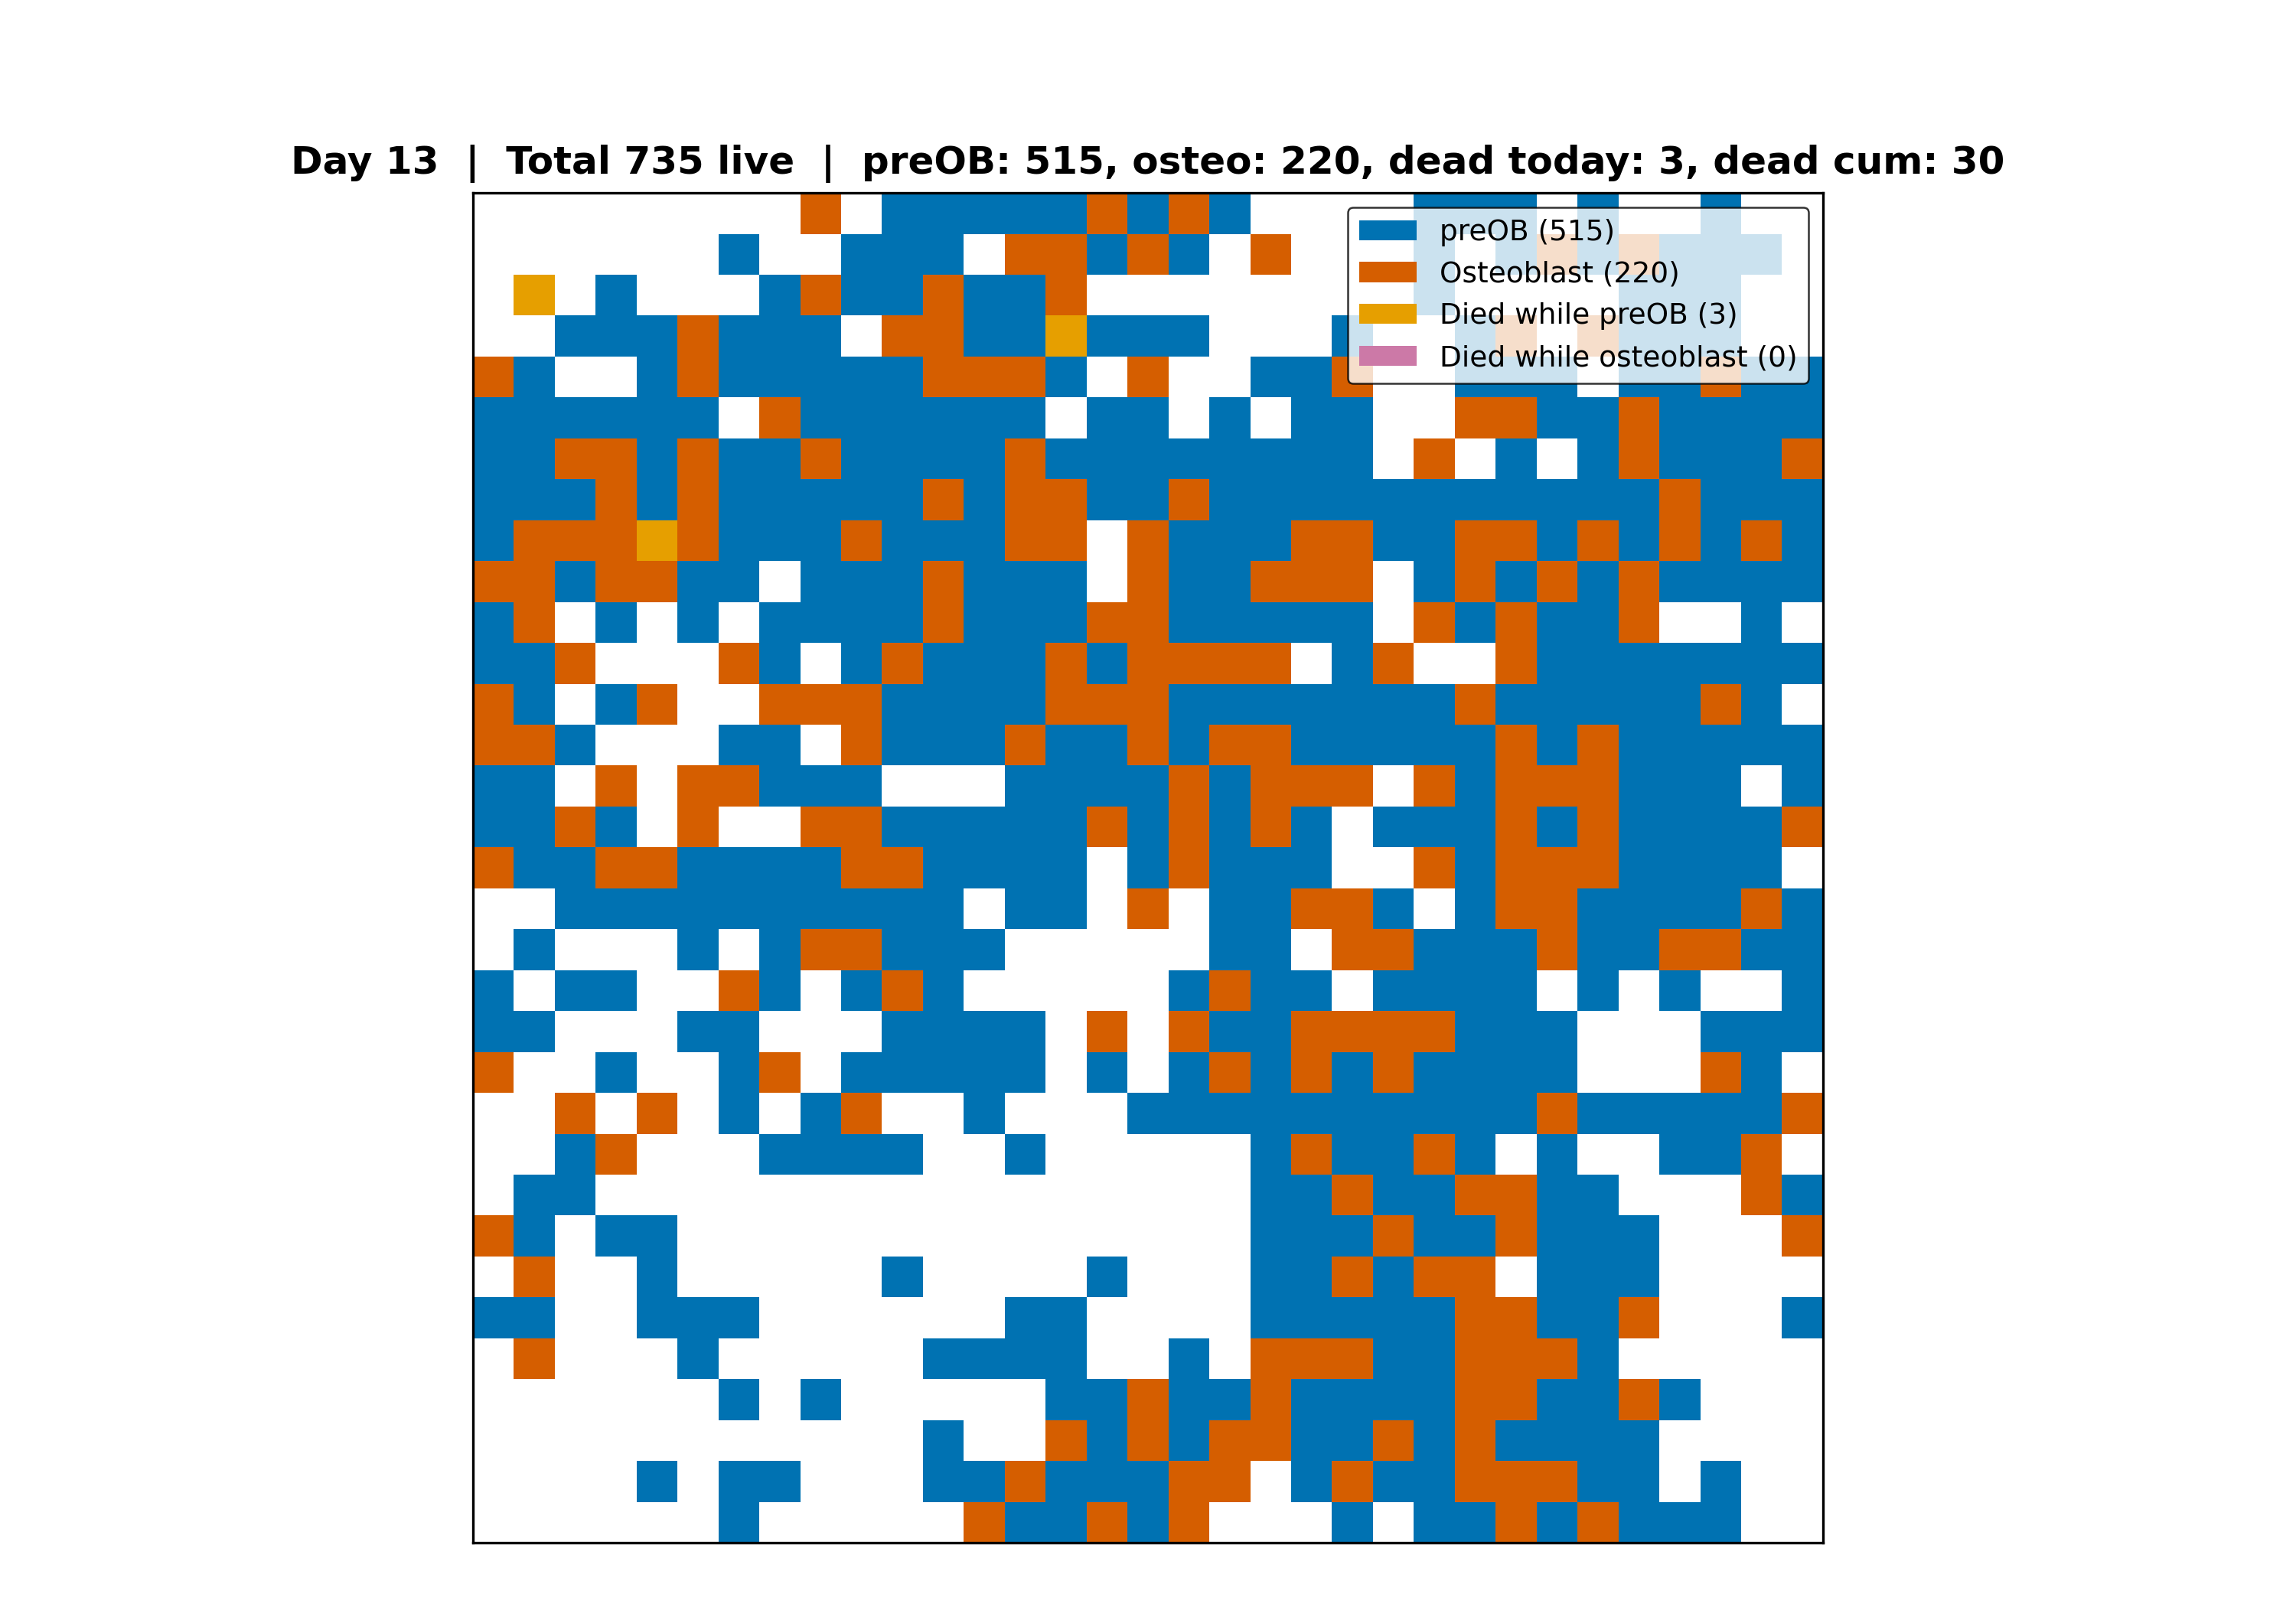 Day 13 | Total 735 live | preOB: 515, osteo: 220, dead today: 3, dead cum: 30
preOB (515)
Osteoblast (220)
Died while preOB (3)
Died while osteoblast (0)